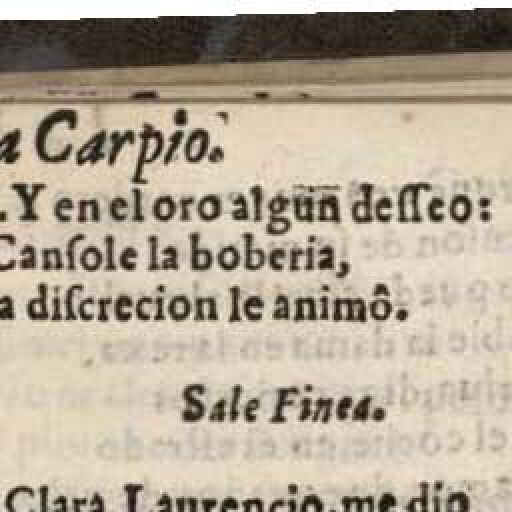 a Carpio.
. Y en el oro algun desseo:
Cansole la boberia,
a discrecion le animô.
Sale Finea.
Clara, Laurencio, me dio